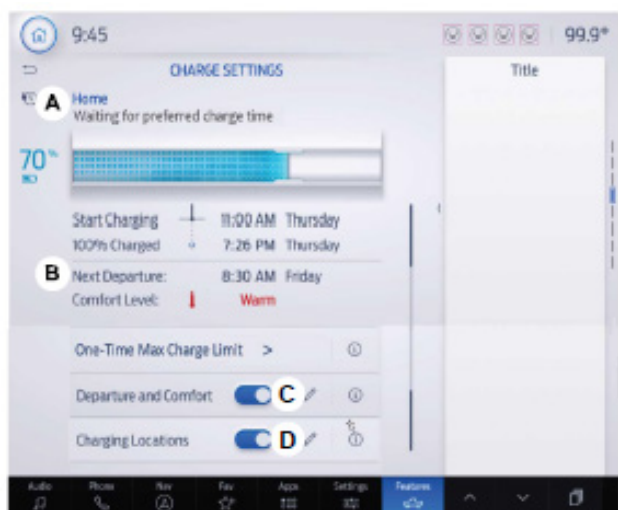 9:45 99.9°
CHARGE SETTINGS
Title
A Home
Waiting for preferred charge time
70%
Start Charging 11:00 AM Thursday
100% Charged 7:26 PM Thursday
B Next Departure: 8:30 AM Friday
Comfort Level: Warm
One-Time Max Charge Limit >
Departure and Comfort C
Charging Locations D
Audio Phone Nav Fav Apps Settings Features